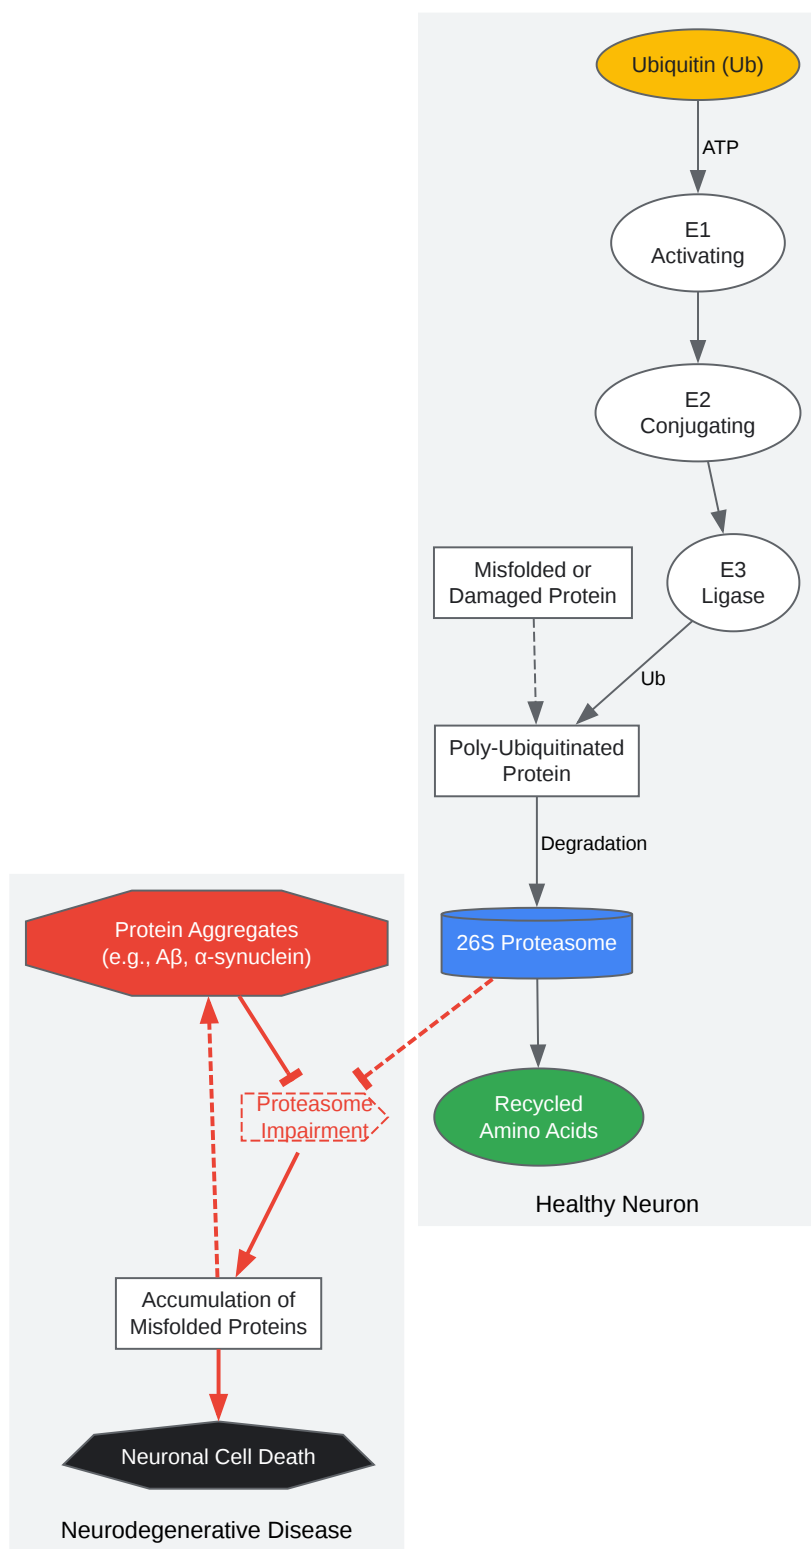 Ubiquitin (Ub)
ATP
E1
Activating
E2
Conjugating
E3
Ligase
Misfolded or
Damaged Protein
Ub
Poly-Ubiquitinated
Protein
Degradation
26S Proteasome
Recycled
Amino Acids
Healthy Neuron
Protein Aggregates
(e.g., Aβ, α-synuclein)
Proteasome
Impairment
Accumulation of
Misfolded Proteins
Neuronal Cell Death
Neurodegenerative Disease